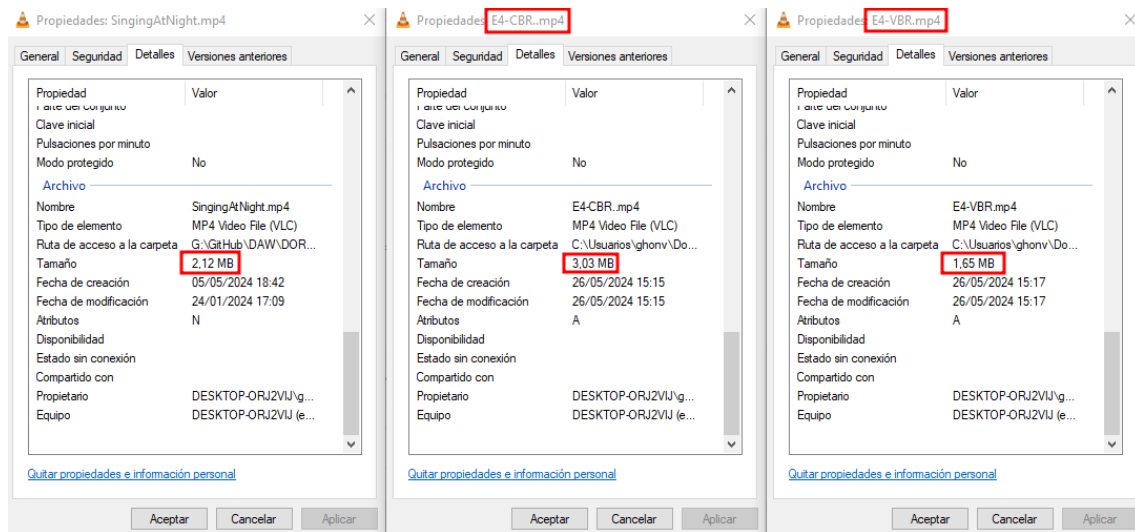 Propiedades: SingingAtNight.mp4
General Seguridad Detalles Versiones anteriores
Propiedad Valor
Parte del conjunto
Clave inicial
Pulsaciones por minuto
Modo protegido No
Archivo
Nombre SingingAtNight.mp4
Tipo de elemento MP4 Video File (VLC)
Ruta de acceso a la carpeta G:\GitHub\DAW\DOR...
Tamaño 2,12 MB
Fecha de creación 05/05/2024 18:42
Fecha de modificación 24/01/2024 17:09
Atributos N
Disponibilidad
Estado sin conexión
Compartido con
Propietario DESKTOP-ORJ2VIJ\g...
Equipo DESKTOP-ORJ2VIJ (e...
Quitar propiedades e información personal
Aceptar Cancelar Aplicar
Propiedades: E4-CBR..mp4
General Seguridad Detalles Versiones anteriores
Propiedad Valor
Parte del conjunto
Clave inicial
Pulsaciones por minuto
Modo protegido No
Archivo
Nombre E4-CBR..mp4
Tipo de elemento MP4 Video File (VLC)
Ruta de acceso a la carpeta C:\Usuarios\ghonv\Do...
Tamaño 3,03 MB
Fecha de creación 26/05/2024 15:15
Fecha de modificación 26/05/2024 15:15
Atributos A
Disponibilidad
Estado sin conexión
Compartido con
Propietario DESKTOP-ORJ2VIJ\g...
Equipo DESKTOP-ORJ2VIJ (e...
Quitar propiedades e información personal
Aceptar Cancelar Aplicar
Propiedades: E4-VBR.mp4
General Seguridad Detalles Versiones anteriores
Propiedad Valor
Parte del conjunto
Clave inicial
Pulsaciones por minuto
Modo protegido No
Archivo
Nombre E4-VBR.mp4
Tipo de elemento MP4 Video File (VLC)
Ruta de acceso a la carpeta C:\Usuarios\ghonv\Do...
Tamaño 1,65 MB
Fecha de creación 26/05/2024 15:17
Fecha de modificación 26/05/2024 15:17
Atributos A
Disponibilidad
Estado sin conexión
Compartido con
Propietario DESKTOP-ORJ2VIJ\g...
Equipo DESKTOP-ORJ2VIJ (e...
Quitar propiedades e información personal
Aceptar Cancelar Aplicar